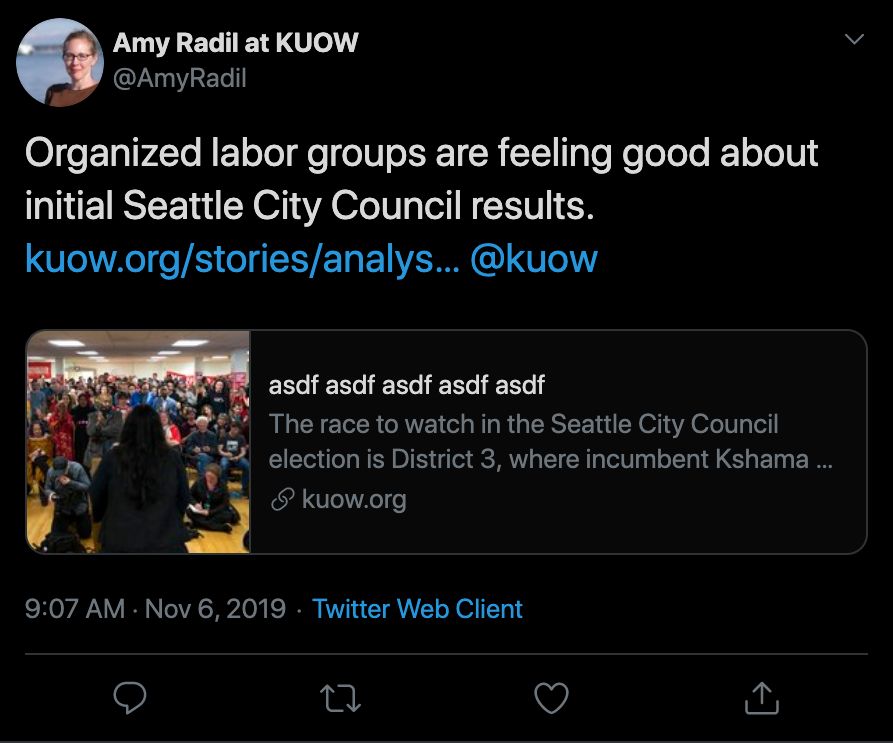 Amy Radil at KUOW
@AmyRadil
Organized labor groups are feeling good about
initial Seattle City Council results.
kuow.org/stories/analys... @kuow
asdf asdf asdf asdf asdf
The race to watch in the Seattle City Council
election is District 3, where incumbent Kshama ...
kuow.org
9:07 AM · Nov 6, 2019 · Twitter Web Client